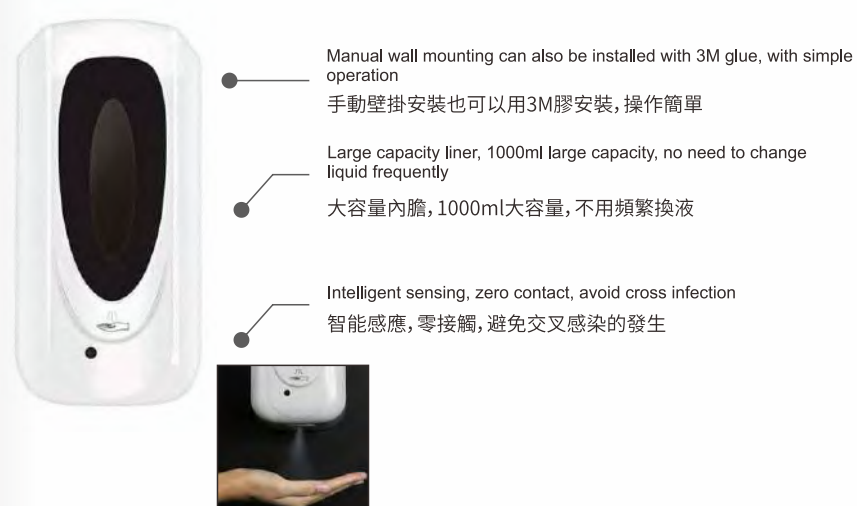 Manual wall mounting can also be installed with 3M glue, with simple
operation
手動壁掛安裝也可以用3M膠安裝,操作簡單
Large capacity liner, 1000ml large capacity, no need to change
liquid frequently
大容量內膽,1000ml大容量,不用頻繁換液
Intelligent sensing, zero contact, avoid cross infection
智能感應,零接觸,避免交叉感染的發生